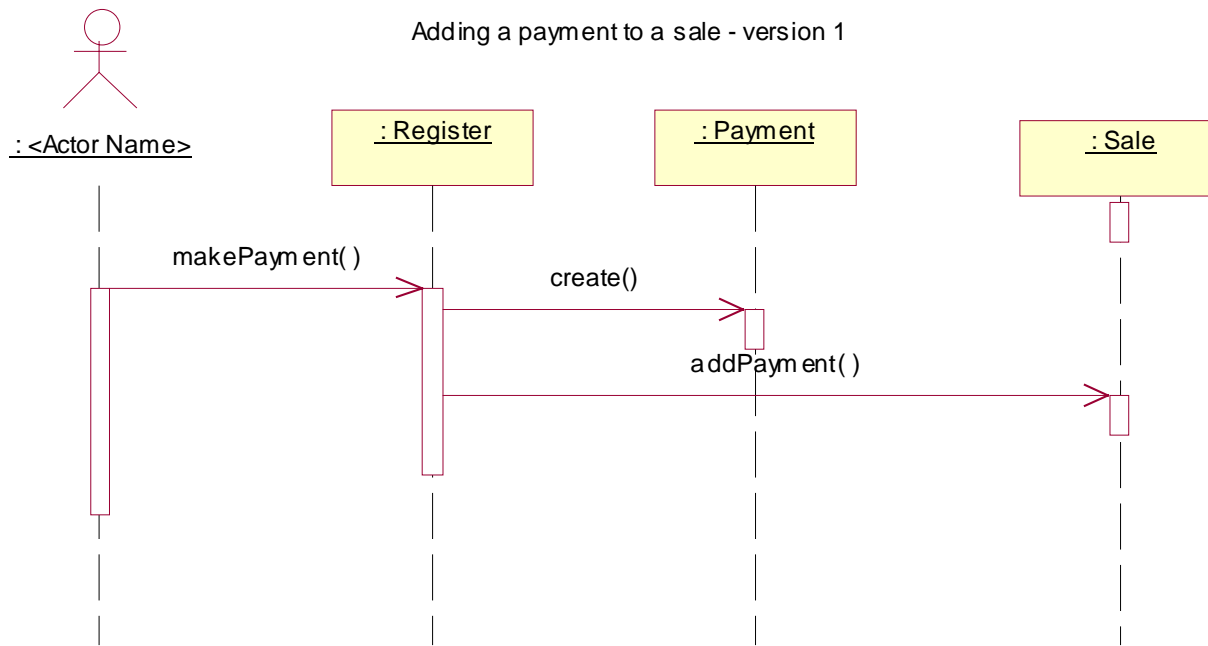 Adding a payment to a sale - version 1
: <Actor Name>
: Register
: Payment
: Sale
makePayment( )
create()
addPayment( )